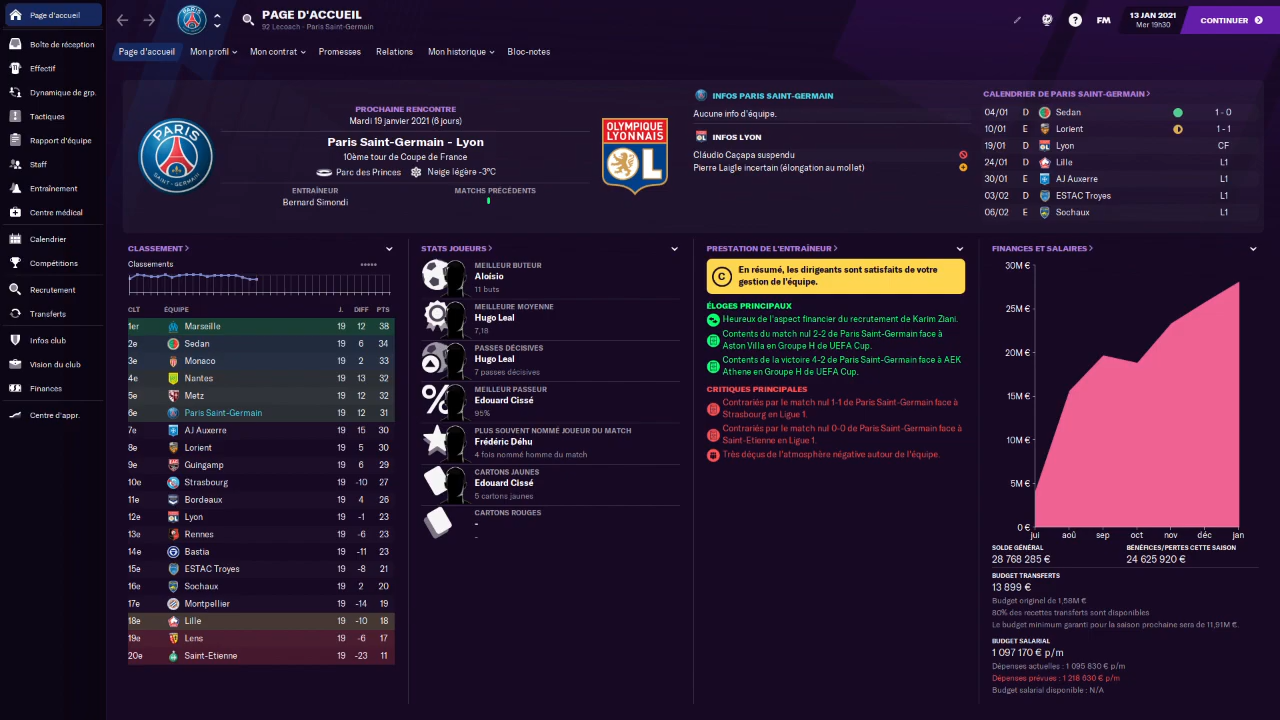 Page d'accueil
Boîte de réception
Effectif
Dynamique de grp.
Tactiques
Rapport d'équipe
Staff
Entraînement
Centre médical
Calendrier
Compétitions
Recrutement
Transferts
Infos club
Vision du club
Finances
Centre d'appr.
PAGE D'ACCUEIL
92 Lecoach - Paris Saint-Germain
FM
13 JAN 2021
Mer 19h30
CONTINUER
Page d'accueil Mon profil Mon contrat Promesses Relations Mon historique Bloc-notes
PROCHAINE RENCONTRE
Mardi 19 janvier 2021 (6 jours)
Paris Saint-Germain - Lyon
10ème tour de Coupe de France
Parc des Princes Neige légère -3°C
ENTRAÎNEUR
Bernard Simondi
MATCHS PRÉCÉDENTS
PARIS
SAINT-GERMAIN
OLYMPIQUE
LYONNAIS
OL
INFOS PARIS SAINT-GERMAIN
Aucune info d'équipe.
INFOS LYON
Cláudio Caçapa suspendu
Pierre Laigle incertain (élongation au mollet)
CALENDRIER DE PARIS SAINT-GERMAIN
04/01 D Sedan 1 - 0
10/01 E Lorient 1 - 1
19/01 D Lyon CF
24/01 D Lille L1
30/01 E AJ Auxerre L1
03/02 D ESTAC Troyes L1
06/02 E Sochaux L1
CLASSEMENT
Classements
CLT ÉQUIPE J. DIFF PTS
1er Marseille 19 12 38
2e Sedan 19 6 34
3e Monaco 19 2 33
4e Nantes 19 13 32
5e Metz 19 12 32
6e Paris Saint-Germain 19 12 31
7e AJ Auxerre 19 15 30
8e Lorient 19 5 30
9e Guingamp 19 6 29
10e Strasbourg 19 -10 27
11e Bordeaux 19 4 26
12e Lyon 19 -1 23
13e Rennes 19 -6 23
14e Bastia 19 -11 23
15e ESTAC Troyes 19 -8 21
16e Sochaux 19 2 20
17e Montpellier 19 -14 19
18e Lille 19 -10 18
19e Lens 19 -6 17
20e Saint-Etienne 19 -23 11
STATS JOUEURS
MEILLEUR BUTEUR
Aloísio
11 buts
MEILLEURE MOYENNE
Hugo Leal
7,18
PASSES DÉCISIVES
Hugo Leal
7 passes décisives
MEILLEUR PASSEUR
Edouard Cissé
95%
PLUS SOUVENT NOMMÉ JOUEUR DU MATCH
Frédéric Déhu
4 fois nommé homme du match
CARTONS JAUNES
Edouard Cissé
5 cartons jaunes
CARTONS ROUGES
-
-
PRESTATION DE L'ENTRAÎNEUR
C
En résumé, les dirigeants sont satisfaits de votre
gestion de l'équipe.
ÉLOGES PRINCIPAUX
Heureux de l'aspect financier du recrutement de Karim Ziani.
Contents du match nul 2-2 de Paris Saint-Germain face à
Aston Villa en Groupe H de UEFA Cup.
Contents de la victoire 4-2 de Paris Saint-Germain face à AEK
Athene en Groupe H de UEFA Cup.
CRITIQUES PRINCIPALES
Contrariés par le match nul 1-1 de Paris Saint-Germain face à
Strasbourg en Ligue 1.
Contrariés par le match nul 0-0 de Paris Saint-Germain face à
Saint-Etienne en Ligue 1.
Très déçus de l'atmosphère négative autour de l'équipe.
FINANCES ET SALAIRES
30M €
25M €
20M €
15M €
10M €
5M €
0 €
jui aoû sep oct nov déc jan
SOLDE GÉNÉRAL
28 768 285 €
BÉNÉFICES/PERTES CETTE SAISON
24 625 920 €
BUDGET TRANSFERTS
13 899 €
Budget originel de 1,58M €
80% des recettes transferts sont disponibles
Le budget minimum garanti pour la saison prochaine sera de 11,91M €.
BUDGET SALARIAL
1 097 170 € p/m
Dépenses actuelles : 1 095 830 € p/m
Dépenses prévues : 1 218 630 € p/m
Budget salarial disponible : N/A